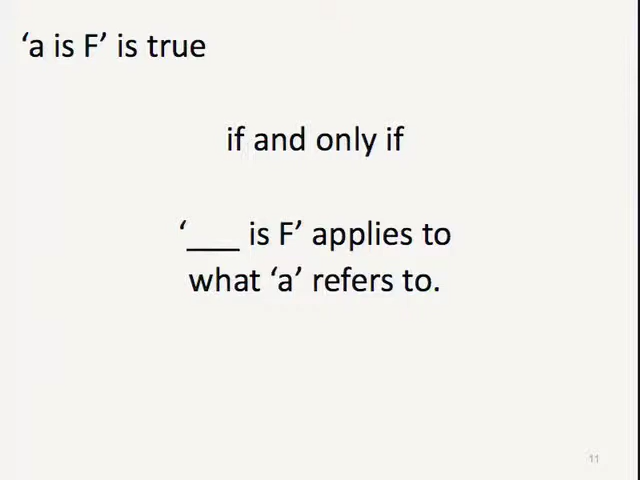 ‘a is F’ is true
if and only if
‘___ is F’ applies to
what ‘a’ refers to.
11